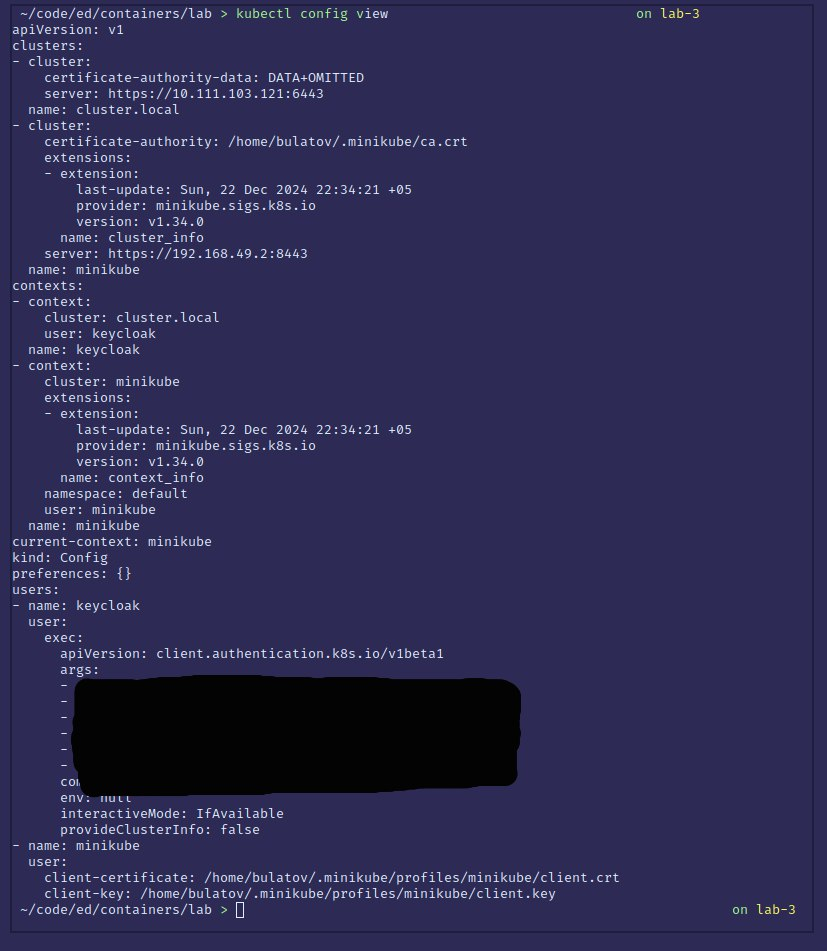 ~/code/ed/containers/lab > kubectl config view on lab-3
apiVersion: v1
clusters:
- cluster:
    certificate-authority-data: DATA+OMITTED
    server: https://10.111.103.121:6443
  name: cluster.local
- cluster:
    certificate-authority: /home/bulatov/.minikube/ca.crt
    extensions:
    - extension:
        last-update: Sun, 22 Dec 2024 22:34:21 +05
        provider: minikube.sigs.k8s.io
        version: v1.34.0
      name: cluster_info
    server: https://192.168.49.2:8443
  name: minikube
contexts:
- context:
    cluster: cluster.local
    user: keycloak
  name: keycloak
- context:
    cluster: minikube
    extensions:
    - extension:
        last-update: Sun, 22 Dec 2024 22:34:21 +05
        provider: minikube.sigs.k8s.io
        version: v1.34.0
      name: context_info
    namespace: default
    user: minikube
  name: minikube
current-context: minikube
kind: Config
preferences: {}
users:
- name: keycloak
  user:
    exec:
      apiVersion: client.authentication.k8s.io/v1beta1
      args:
      -
      -
      -
      -
      -
      -
      env: null
      interactiveMode: IfAvailable
      provideClusterInfo: false
- name: minikube
  user:
    client-certificate: /home/bulatov/.minikube/profiles/minikube/client.crt
    client-key: /home/bulatov/.minikube/profiles/minikube/client.key
~/code/ed/containers/lab > on lab-3